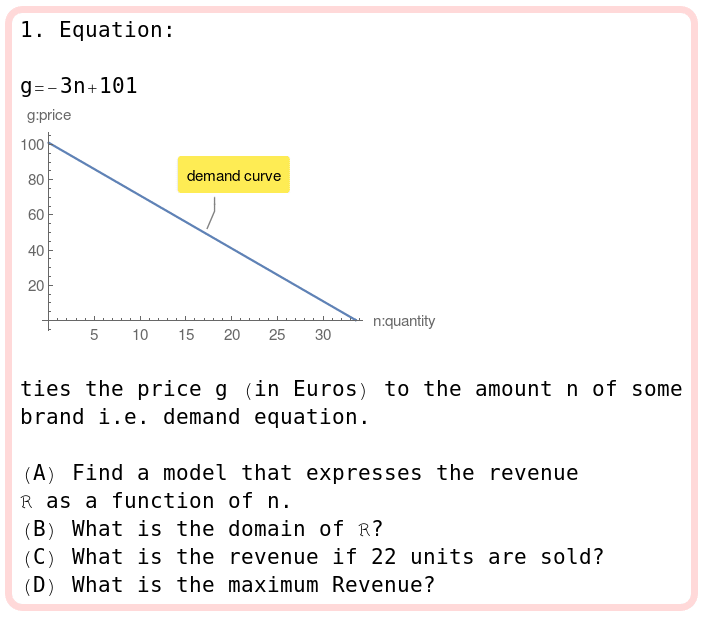 1. Equation:
g=-3n+101
g:price
100
80
60
40
20
demand curve
5 10 15 20 25 30
n:quantity
ties the price g (in Euros) to the amount n of some
brand i.e. demand equation.
(A) Find a model that expresses the revenue
ℛ as a function of n.
(B) What is the domain of ℛ?
(C) What is the revenue if 22 units are sold?
(D) What is the maximum Revenue?